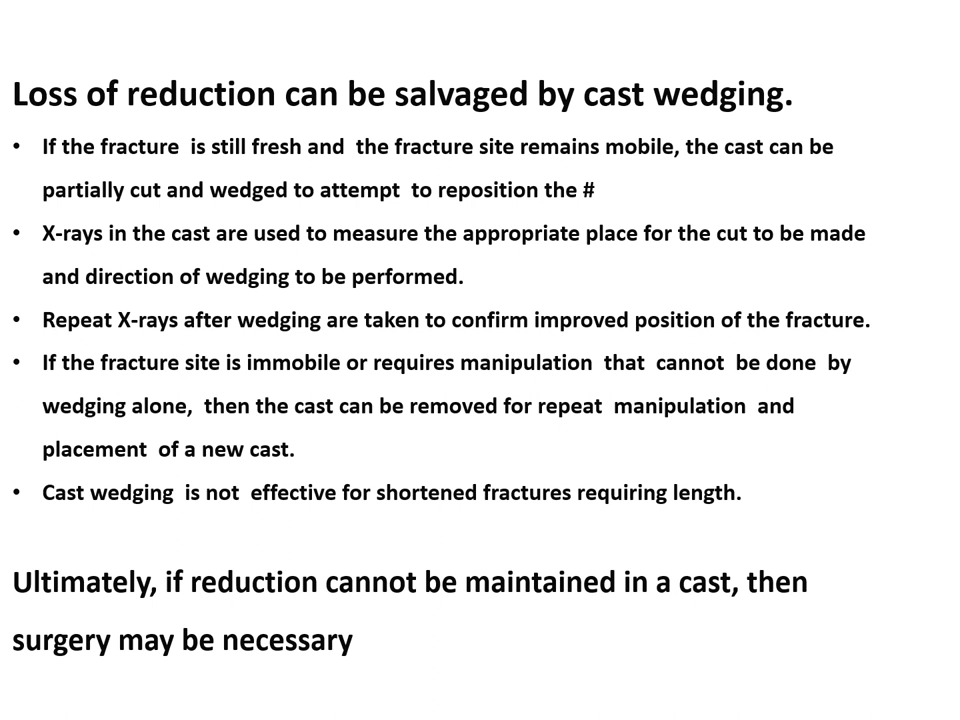 Loss of reduction can be salvaged by cast wedging.
• If the fracture  is still fresh and  the fracture site remains mobile, the cast can be
partially cut and wedged to attempt  to reposition the #
• X-rays in the cast are used to measure the appropriate place for the cut to be made
and direction of wedging to be performed.
• Repeat X-rays after wedging are taken to confirm improved position of the fracture.
• If the fracture site is immobile or requires manipulation  that  cannot  be done  by
wedging alone,  then the cast can be removed for repeat  manipulation  and
placement  of a new cast.
• Cast wedging  is not  effective for shortened fractures requiring length.
Ultimately, if reduction cannot be maintained in a cast, then
surgery may be necessary